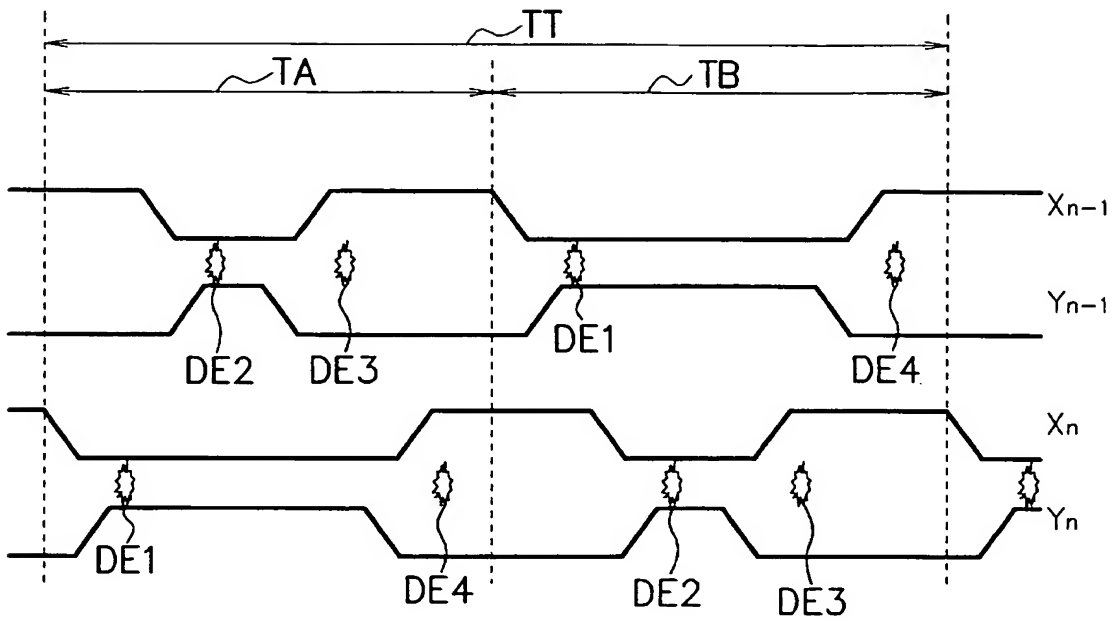 TT
TA TB
Xn-1
Yn-1
DE2 DE3 DE1 DE4
Xn
Yn
DE1 DE4 DE2 DE3